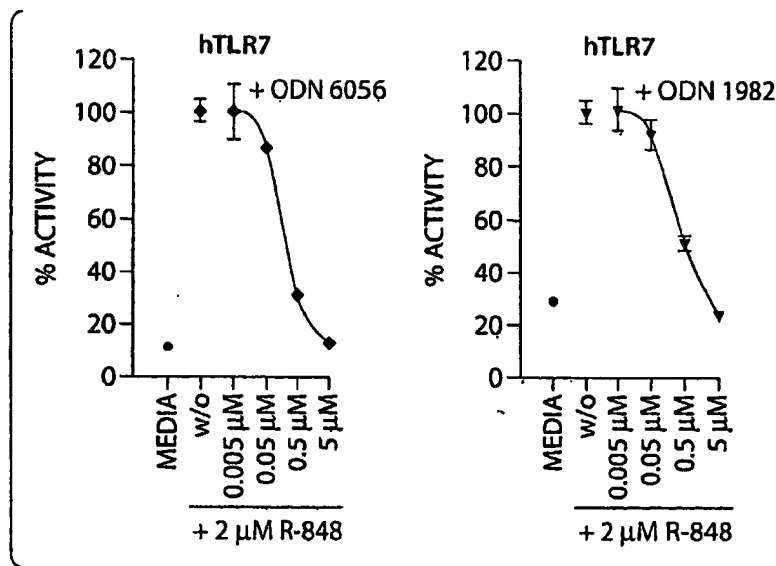 hTLR7
120
100
80
60
40
20
0
% ACTIVITY
+ ODN 6056
MEDIA
w/o
0.005 µM
0.05 µM
0.5 µM
5 µM
+ 2 µM R-848
hTLR7
120
100
80
60
40
20
0
% ACTIVITY
+ ODN 1982
MEDIA
w/o
0.005 µM
0.05 µM
0.5 µM
5 µM
+ 2 µM R-848